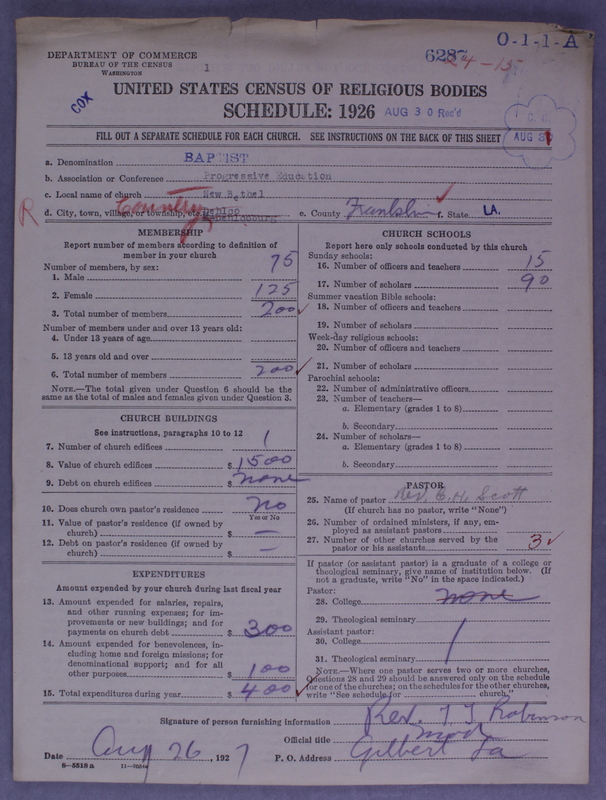 O-1-1-A
DEPARTMENT OF COMMERCE
BUREAU OF THE CENSUS
WASHINGTON
1
COX
24-15
UNITED STATES CENSUS OF RELIGIOUS BODIES
SCHEDULE: 1926
AUG 30 Rec'd
FILL OUT A SEPARATE SCHEDULE FOR EACH CHURCH. SEE INSTRUCTIONS ON THE BACK OF THIS SHEET
AUG
a. Denomination BAPTIST
b. Association or Conference Progressive Education
c. Local name of church New Bethel
R d. City, town, village, or township, etc. Country e. County Franklin f. State LA.
MEMBERSHIP
Report number of members according to definition of member in your church
Number of members, by sex:
1. Male 75
2. Female 125
3. Total number of members 200
Number of members under and over 13 years old:
4. Under 13 years of age
5. 13 years old and over
6. Total number of members 200
NOTE.—The total given under Question 6 should be the same as the total of males and females given under Question 3.
CHURCH BUILDINGS
See instructions, paragraphs 10 to 12
7. Number of church edifices 1
8. Value of church edifices $ 1500
9. Debt on church edifices $ none
10. Does church own pastor's residence No
Yes or No
11. Value of pastor's residence (if owned by church) $ —
12. Debt on pastor's residence (if owned by church) $ —
EXPENDITURES
Amount expended by your church during last fiscal year
13. Amount expended for salaries, repairs, and other running expenses; for improvements or new buildings; and for payments on church debt $ 300
14. Amount expended for benevolences, including home and foreign missions; for denominational support; and for all other purposes $ 100
15. Total expenditures during year $ 400
CHURCH SCHOOLS
Report here only schools conducted by this church
Sunday schools:
16. Number of officers and teachers 15
17. Number of scholars 90
Summer vacation Bible schools:
18. Number of officers and teachers
19. Number of scholars
Week-day religious schools:
20. Number of officers and teachers
21. Number of scholars
Parochial schools:
22. Number of administrative officers
23. Number of teachers—
a. Elementary (grades 1 to 8)
b. Secondary
24. Number of scholars—
a. Elementary (grades 1 to 8)
b. Secondary
PASTOR
25. Name of pastor Rev. C. H. Scott
(If church has no pastor, write "None")
26. Number of ordained ministers, if any, employed as assistant pastors
27. Number of other churches served by the pastor or his assistants 3
If pastor (or assistant pastor) is a graduate of a college or theological seminary, give name of institution below. (If not a graduate, write "No" in the space indicated.)
Pastor:
28. College none
29. Theological seminary
Assistant pastor:
30. College
31. Theological seminary
NOTE.—Where one pastor serves two or more churches, Questions 28 and 29 should be answered only on the schedule for one of the churches; on the schedules for the other churches, write "See schedule for church."
Signature of person furnishing information Rev. T. J. Robinson
Official title Mod.
Date Aug 26, 1927 P. O. Address Gilbert La
8-5518a